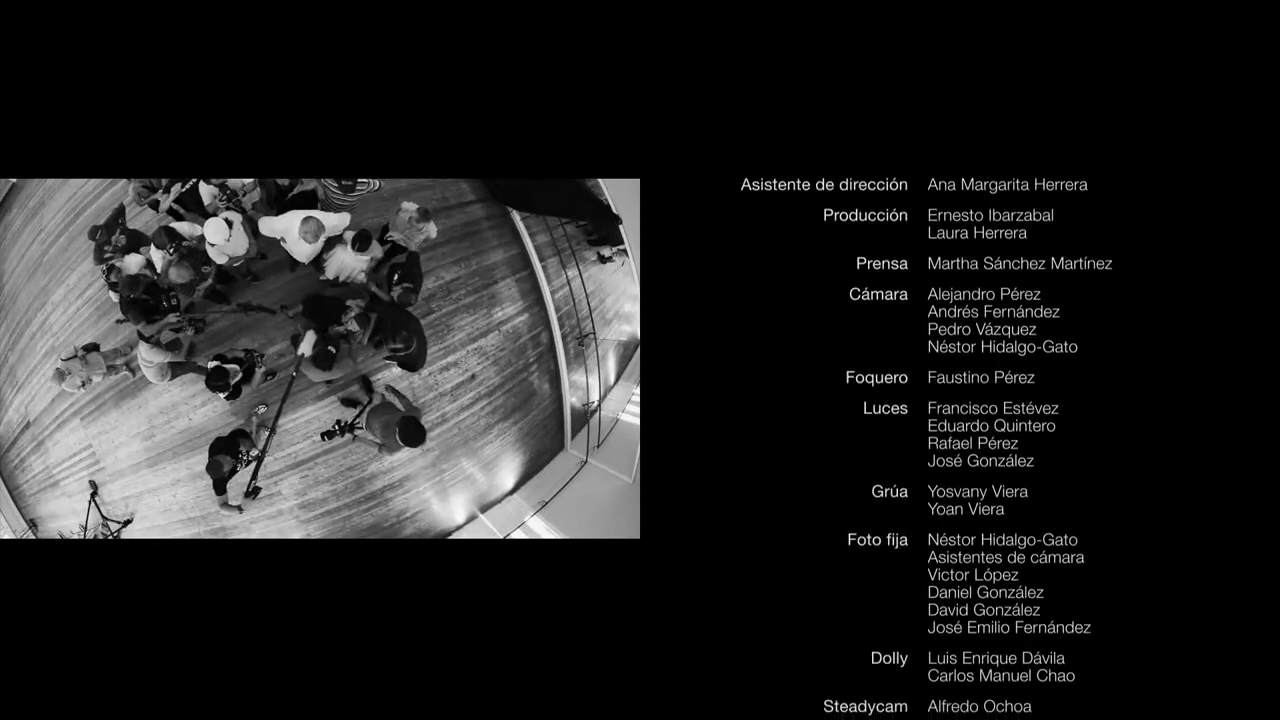 Asistente de dirección Ana Margarita Herrera
Producción Ernesto Ibarzabal
Laura Herrera
Prensa Martha Sánchez Martínez
Cámara Alejandro Pérez
Andrés Fernández
Pedro Vázquez
Néstor Hidalgo-Gato
Foquero Faustino Pérez
Luces Francisco Estévez
Eduardo Quintero
Rafael Pérez
José González
Grúa Yosvany Viera
Yoan Viera
Foto fija Néstor Hidalgo-Gato
Asistentes de cámara
Victor López
Daniel González
David González
José Emilio Fernández
Dolly Luis Enrique Dávila
Carlos Manuel Chao
Steadycam Alfredo Ochoa